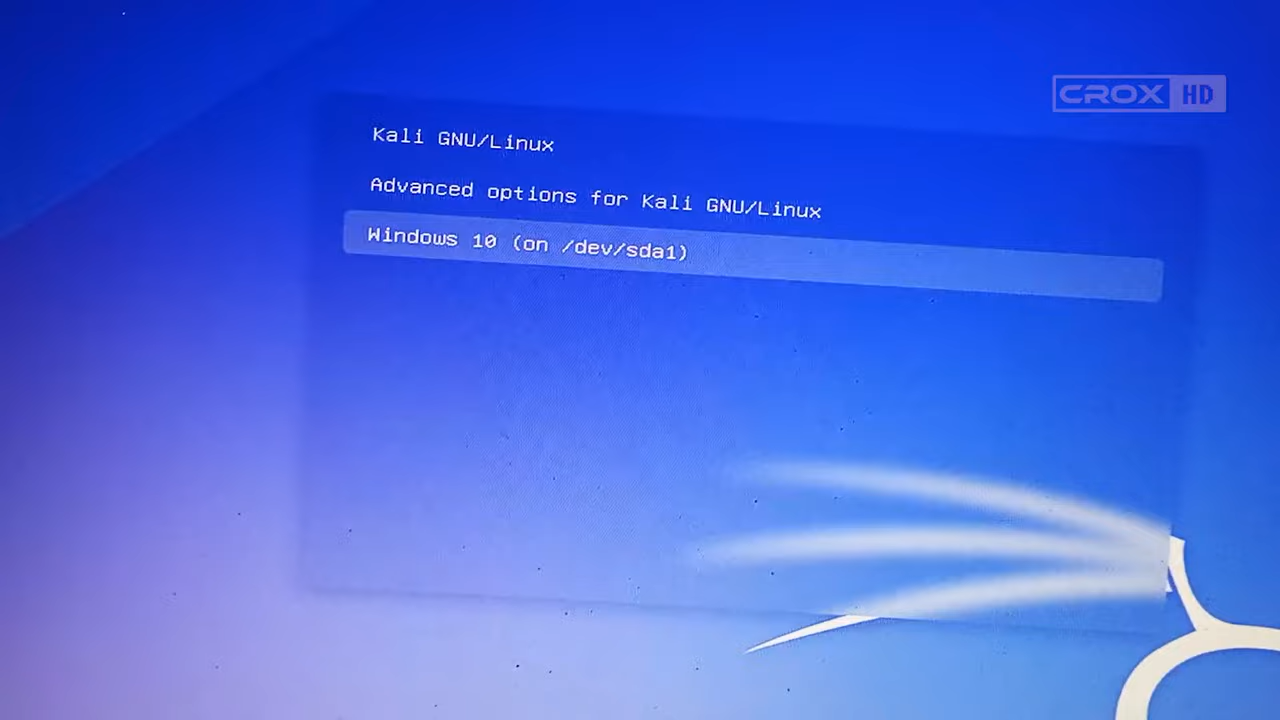 CROX HD
Kali GNU/Linux
Advanced options for Kali GNU/Linux
Windows 10 (on /dev/sda1)